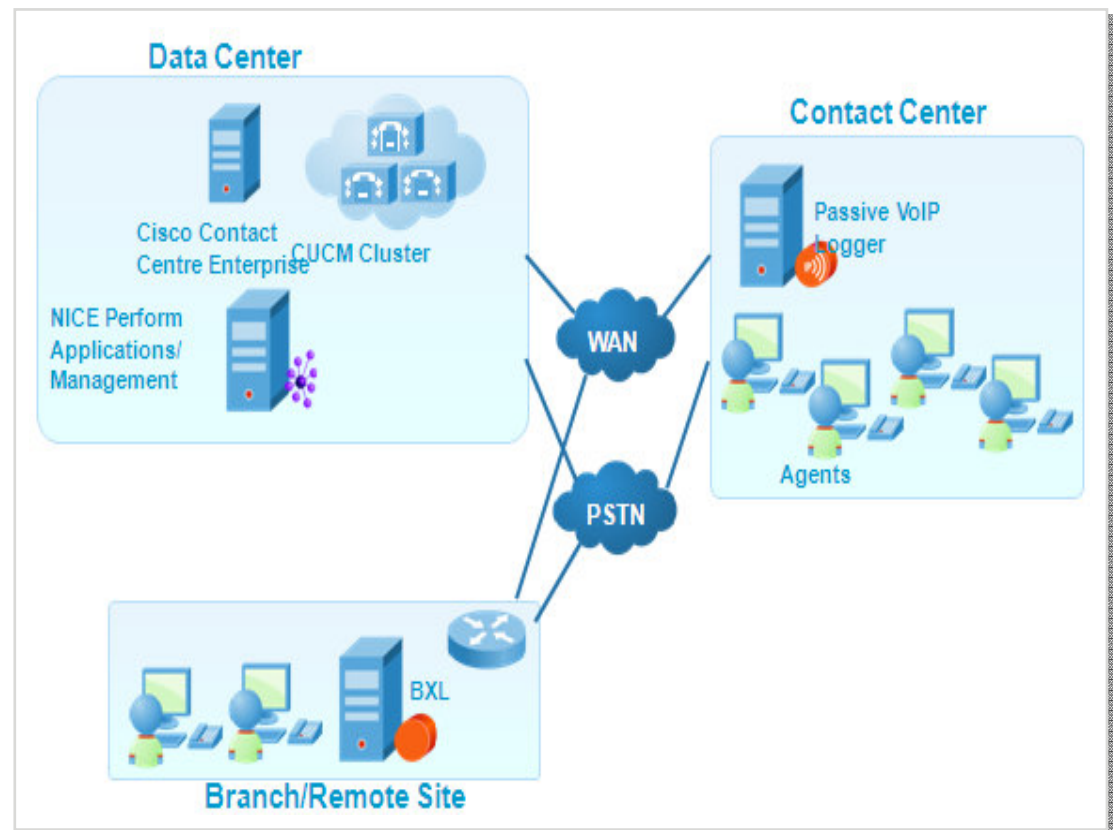 Data Center
Cisco Contact
Centre Enterprise
CUCM Cluster
NICE Perform
Applications/
Management
WAN
PSTN
Contact Center
Passive VoIP
Logger
Agents
BXL
Branch/Remote Site